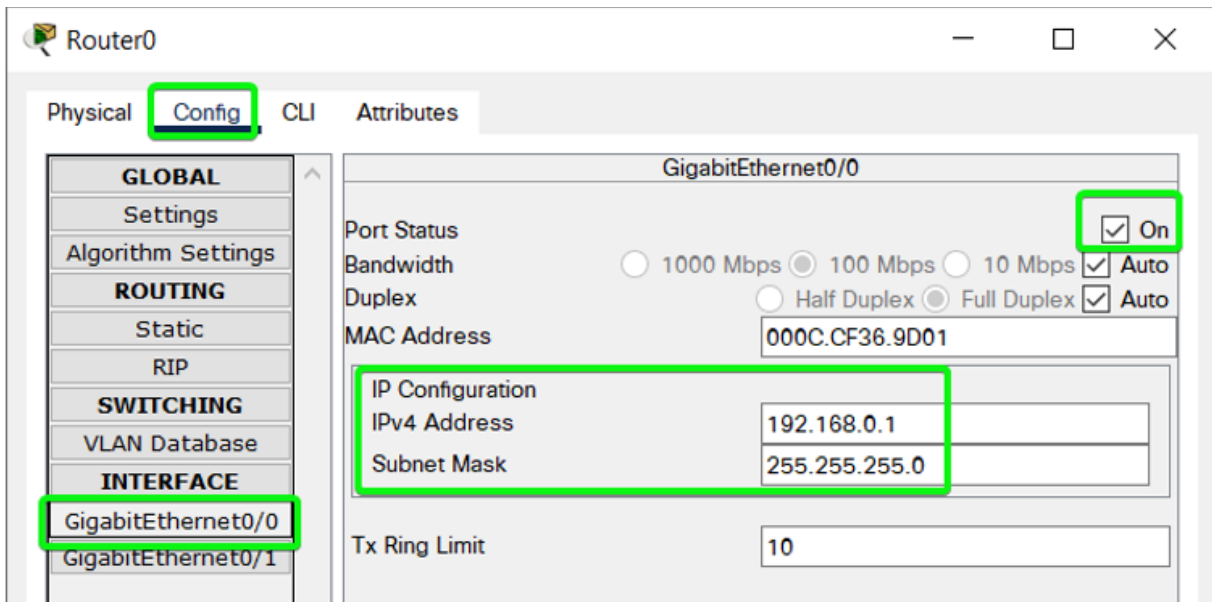 Router0
Physical Config CLI Attributes
GLOBAL
Settings
Algorithm Settings
ROUTING
Static
RIP
SWITCHING
VLAN Database
INTERFACE
GigabitEthernet0/0
GigabitEthernet0/1
GigabitEthernet0/0
Port Status On
Bandwidth 1000 Mbps 100 Mbps 10 Mbps Auto
Duplex Half Duplex Full Duplex Auto
MAC Address 000C.CF36.9D01
IP Configuration
IPv4 Address 192.168.0.1
Subnet Mask 255.255.255.0
Tx Ring Limit 10